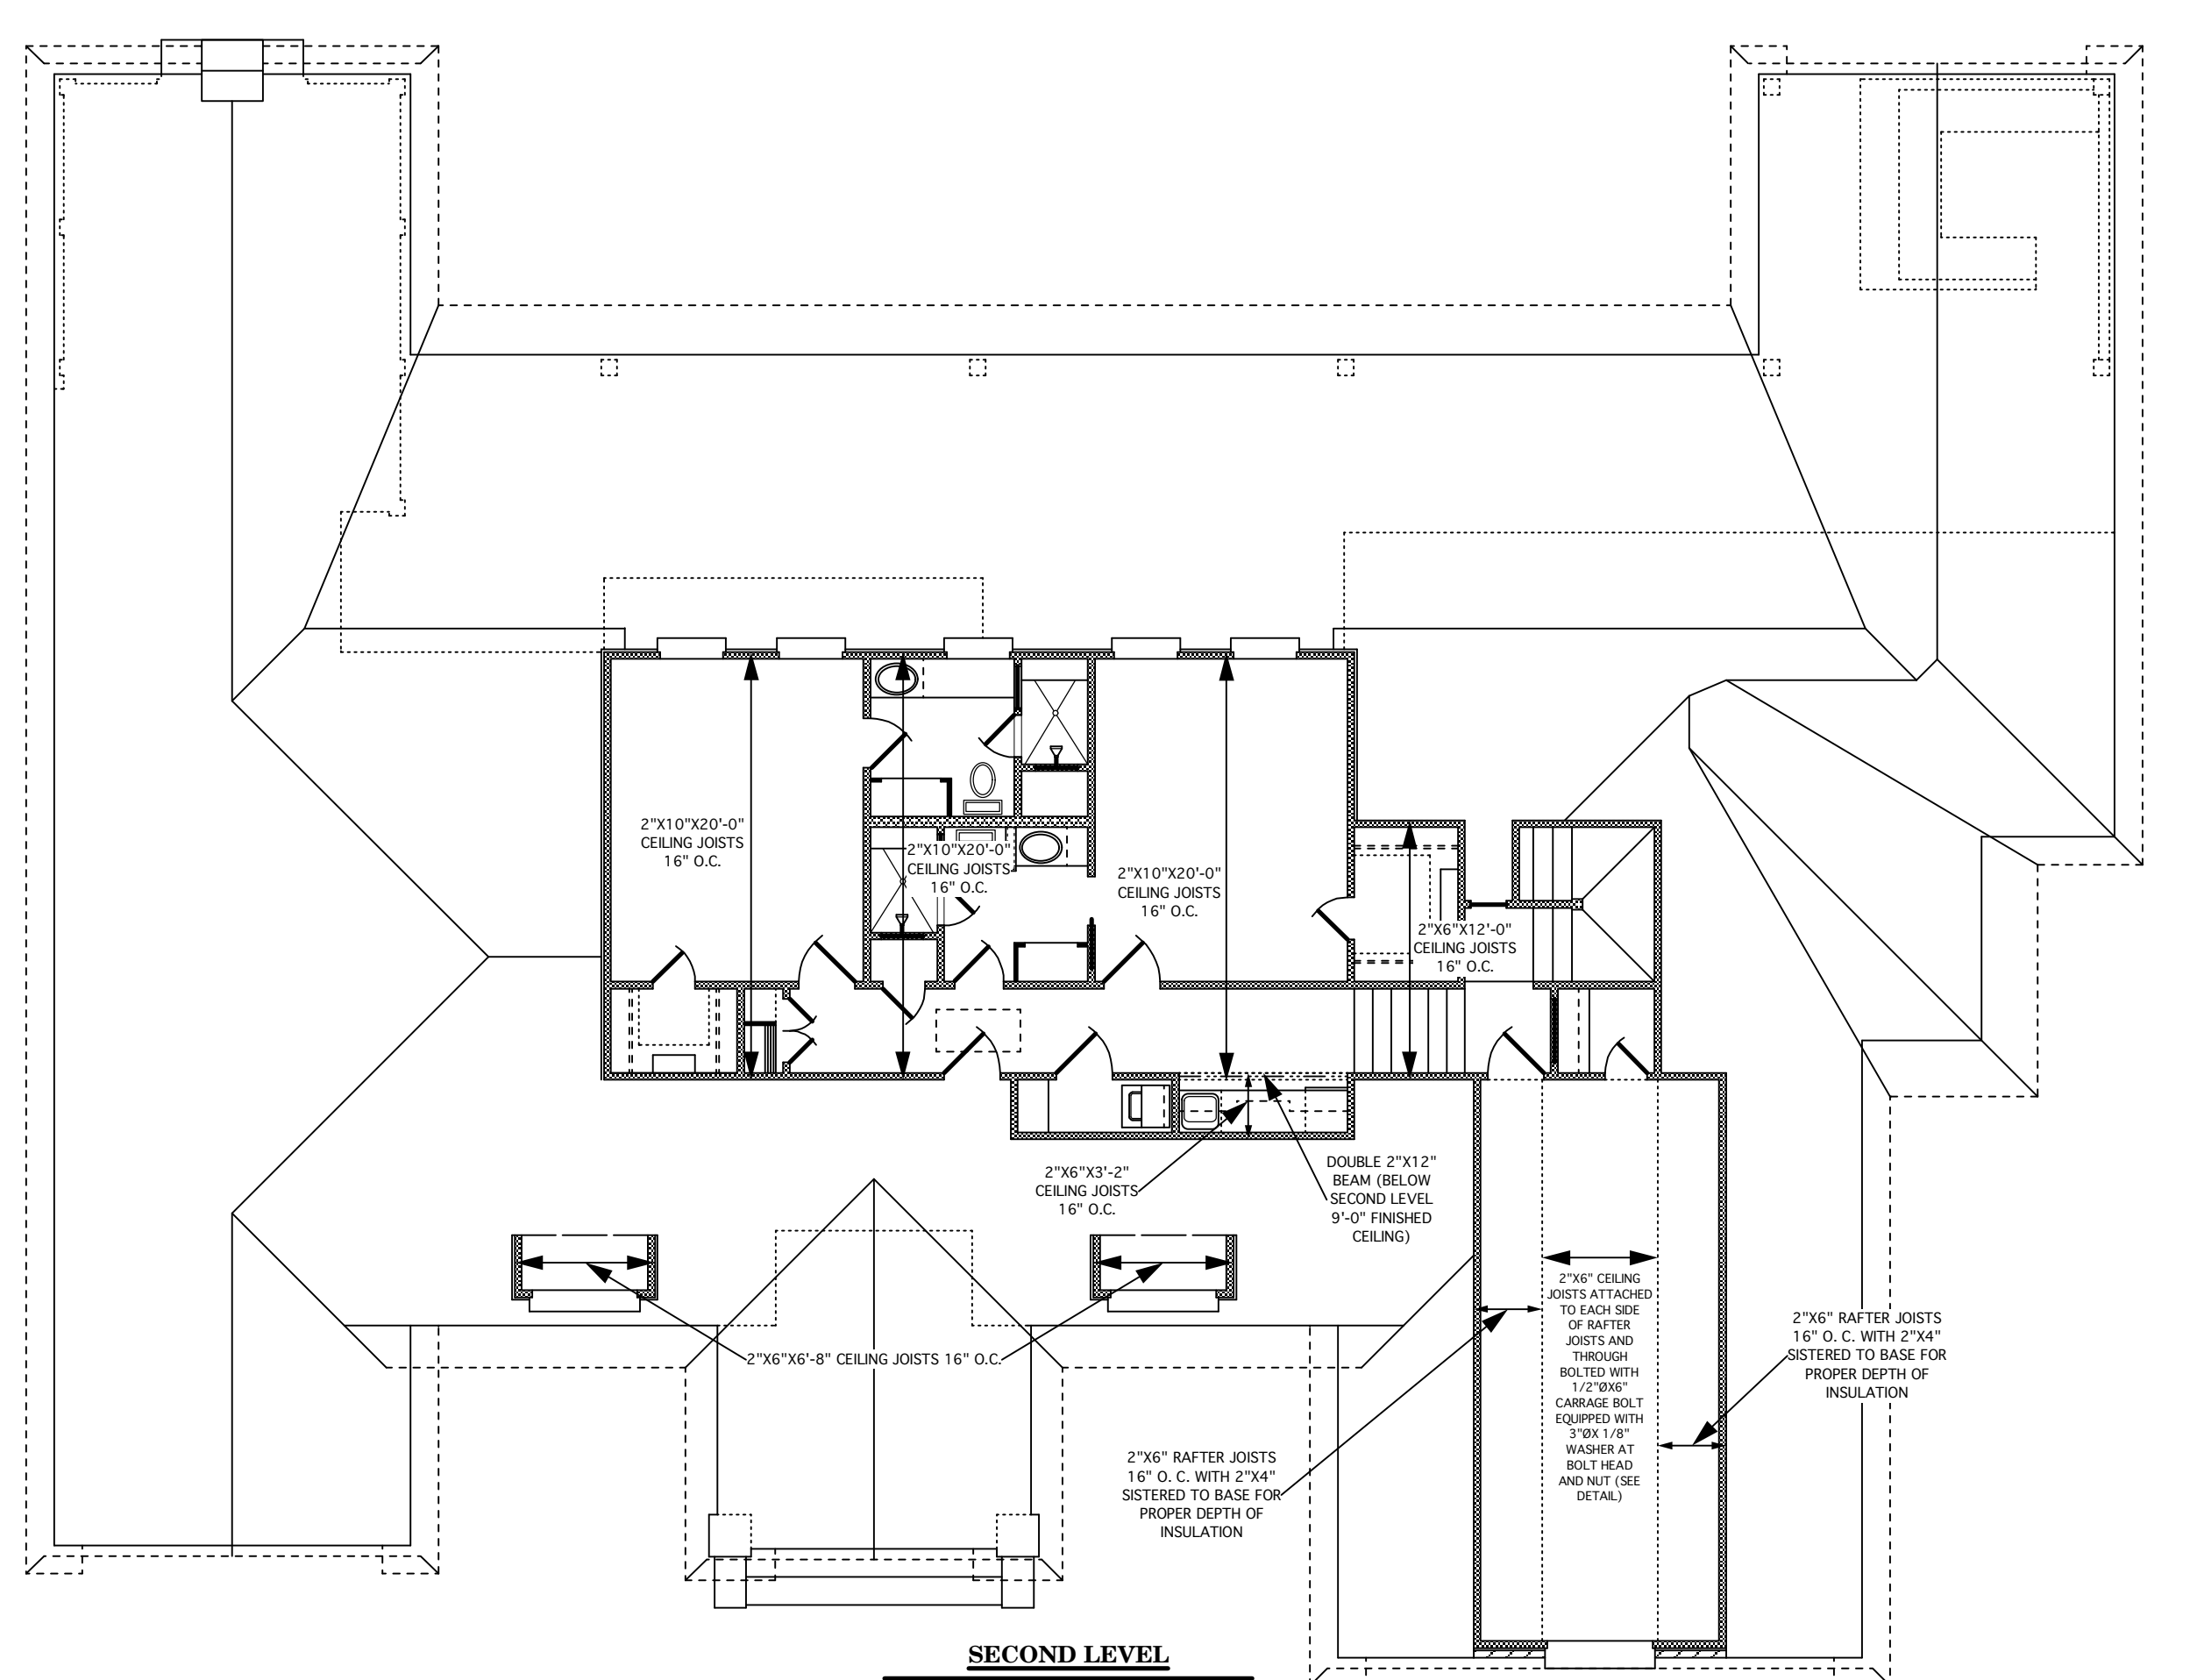 2"X10"X20'-0"
CEILING JOISTS
16" O.C.
2"X10"X20'-0"
CEILING JOISTS
16" O.C.
2"X10"X20'-0"
CEILING JOISTS
16" O.C.
2"X6"X12'-0"
CEILING JOISTS
16" O.C.
2"X6"X3'-2"
CEILING JOISTS
16" O.C.
DOUBLE 2"X12"
BEAM (BELOW
SECOND LEVEL
9'-0" FINISHED
CEILING)
2"X6"X6'-8" CEILING JOISTS 16" O.C.
2"X6" CEILING
JOISTS ATTACHED
TO EACH SIDE
OF RAFTER
JOISTS AND
THROUGH
BOLTED WITH
1/2"ØX6"
CARRAGE BOLT
EQUIPPED WITH
3"ØX 1/8"
WASHER AT
BOLT HEAD
AND NUT (SEE
DETAIL)
2"X6" RAFTER JOISTS
16" O. C. WITH 2"X4"
SISTERED TO BASE FOR
PROPER DEPTH OF
INSULATION
2"X6" RAFTER JOISTS
16" O. C. WITH 2"X4"
SISTERED TO BASE FOR
PROPER DEPTH OF
INSULATION
SECOND LEVEL